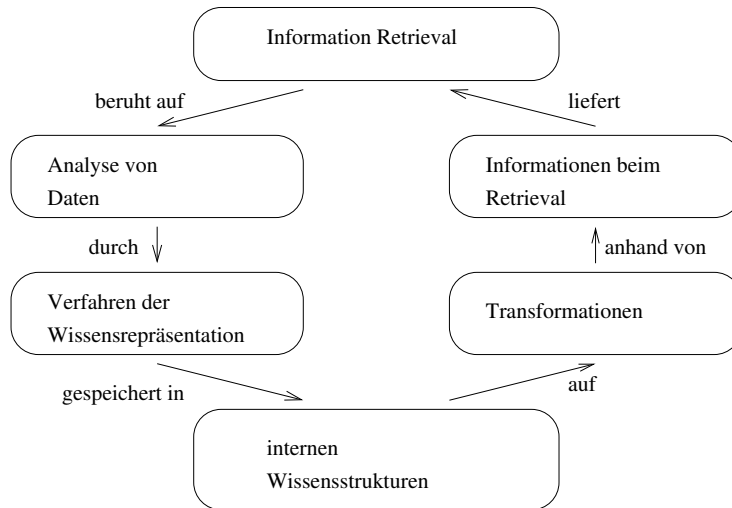 Information Retrieval
beruht auf
liefert
Analyse von
Daten
Informationen beim
Retrieval
durch
anhand von
Verfahren der
Wissensrepräsentation
Transformationen
gespeichert in
auf
internen
Wissensstrukturen